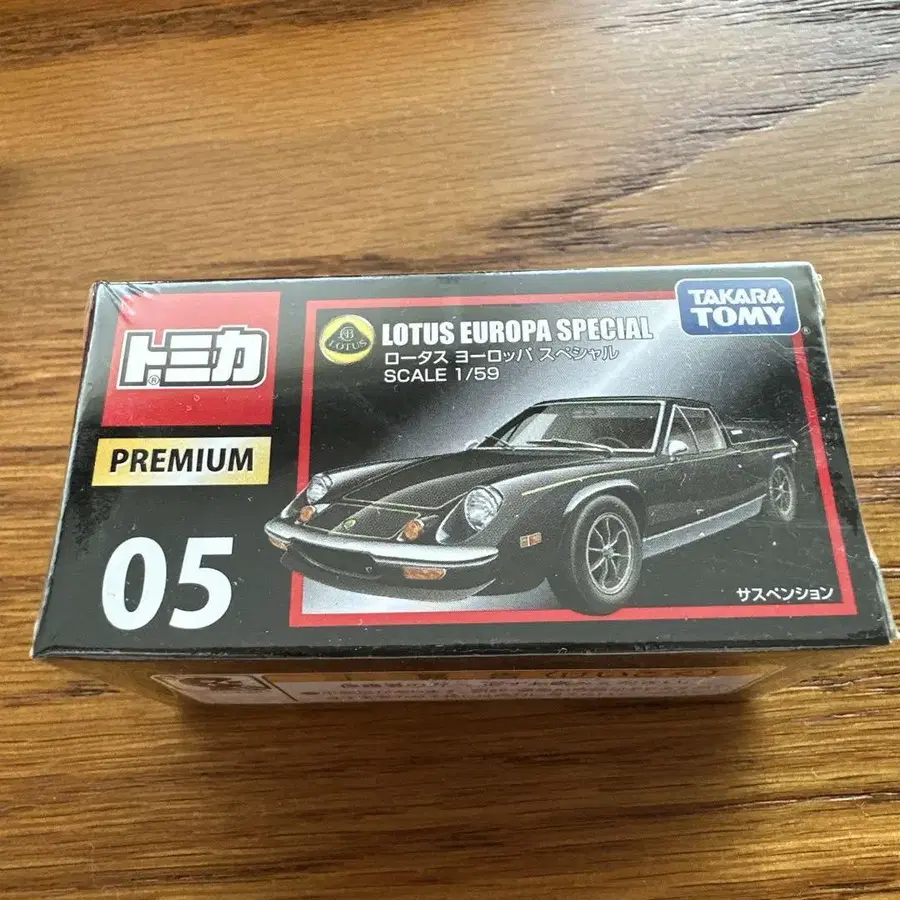 トミカ
®
PREMIUM
05
LOTUS
LOTUS EUROPA SPECIAL
ロータス ヨーロッパ スペシャル
SCALE 1/59
TAKARA
TOMY
®
サスペンション